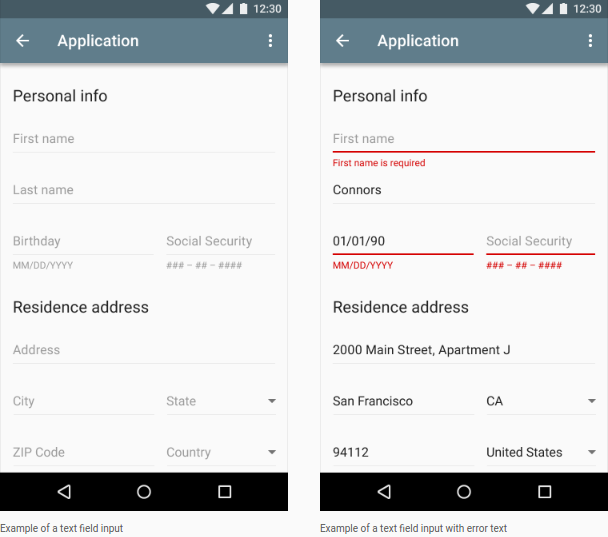 12:30
Application
Personal info
First name
Last name
Birthday Social Security
MM/DD/YYYY ### – ## – ####
Residence address
Address
City State
ZIP Code Country
Example of a text field input
12:30
Application
Personal info
First name
First name is required
Connors
01/01/90 Social Security
MM/DD/YYYY ### – ## – ####
Residence address
2000 Main Street, Apartment J
San Francisco CA
94112 United States
Example of a text field input with error text